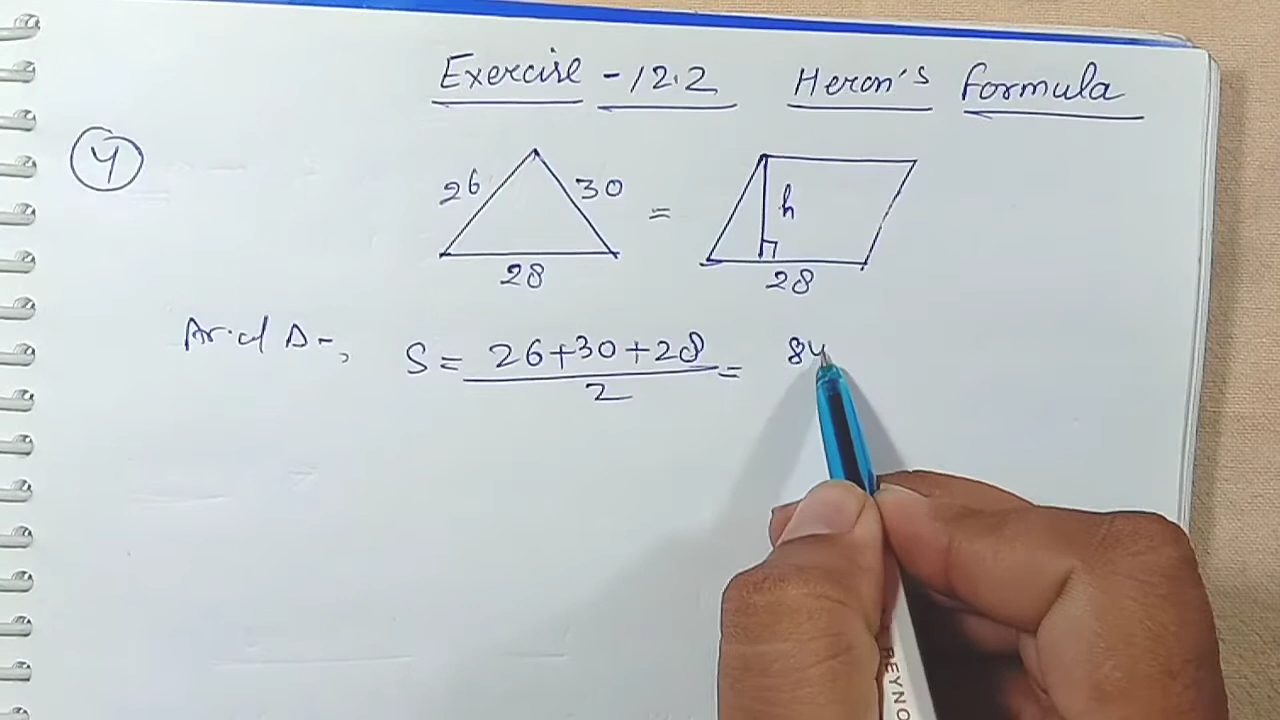 Exercise - 12.2 Heron's formula
4
26 30 = h
28 28
Ar. of Δ -, S = 26+30+28 = 84
2
REYNO